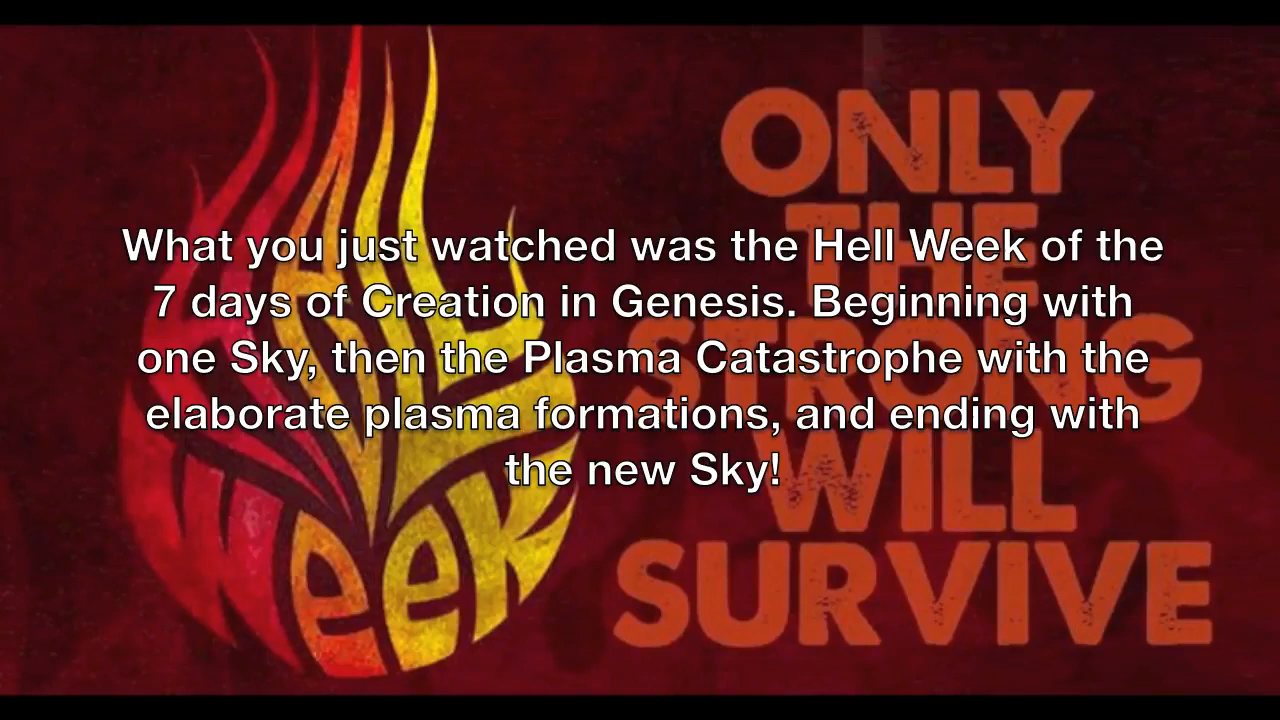 HELL
Week
ONLY
THE
STRONG
WILL
SURVIVE
What you just watched was the Hell Week of the
7 days of Creation in Genesis. Beginning with
one Sky, then the Plasma Catastrophe with the
elaborate plasma formations, and ending with
the new Sky!